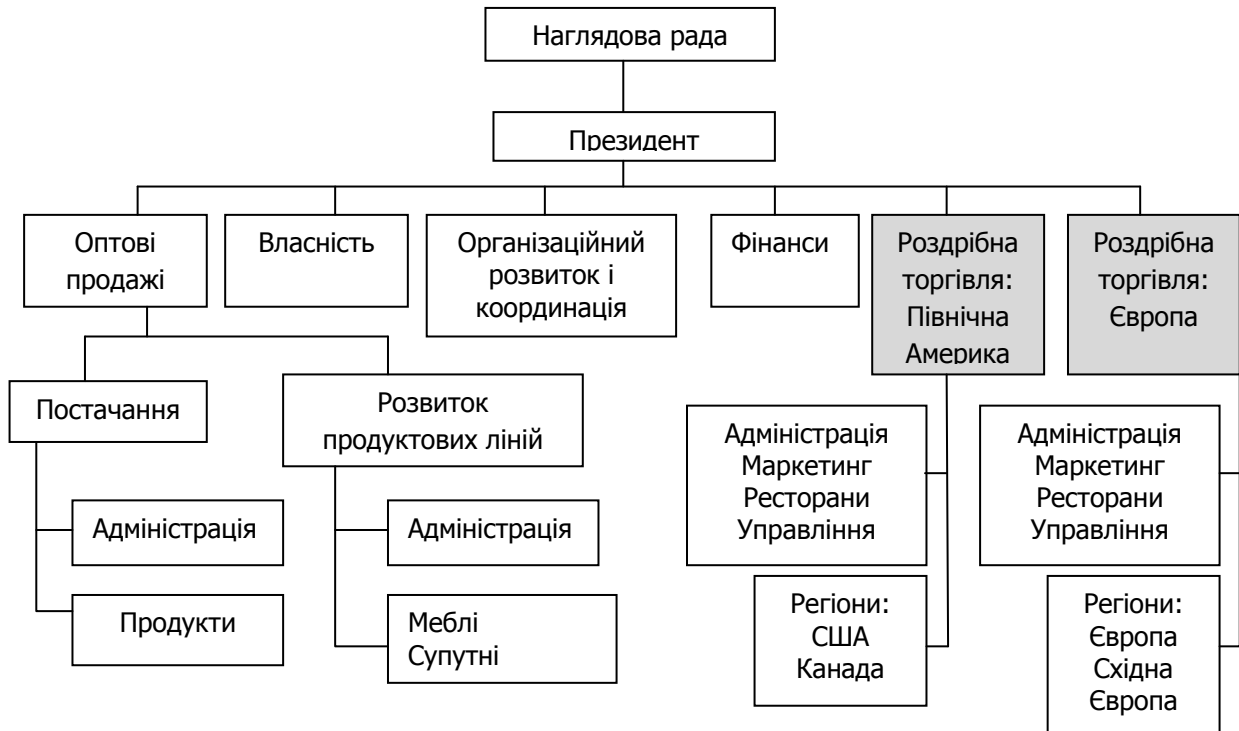 Наглядова рада
Президент
Оптові
продажі
Власність
Організаційний
розвиток і
координація
Фінанси
Роздрібна
торгівля:
Північна
Америка
Роздрібна
торгівля:
Європа
Постачання
Розвиток
продуктових ліній
Адміністрація
Маркетинг
Ресторани
Управління
Адміністрація
Маркетинг
Ресторани
Управління
Адміністрація
Адміністрація
Продукти
Меблі
Супутні
Регіони:
США
Канада
Регіони:
Європа
Східна
Європа